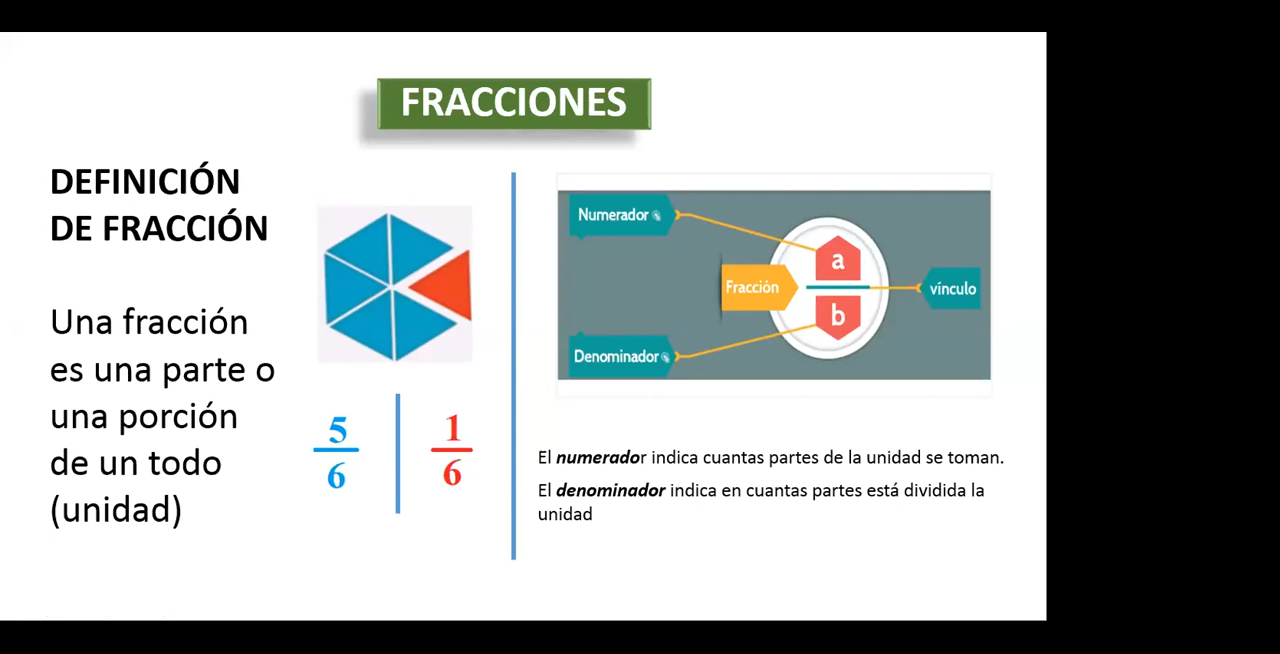 FRACCIONES
DEFINICIÓN
DE FRACCIÓN
Una fracción
es una parte o
una porción
de un todo
(unidad)
5
6
1
6
Numerador
a
Fracción
vínculo
b
Denominador
El numerador indica cuantas partes de la unidad se toman.
El denominador indica en cuantas partes está dividida la
unidad